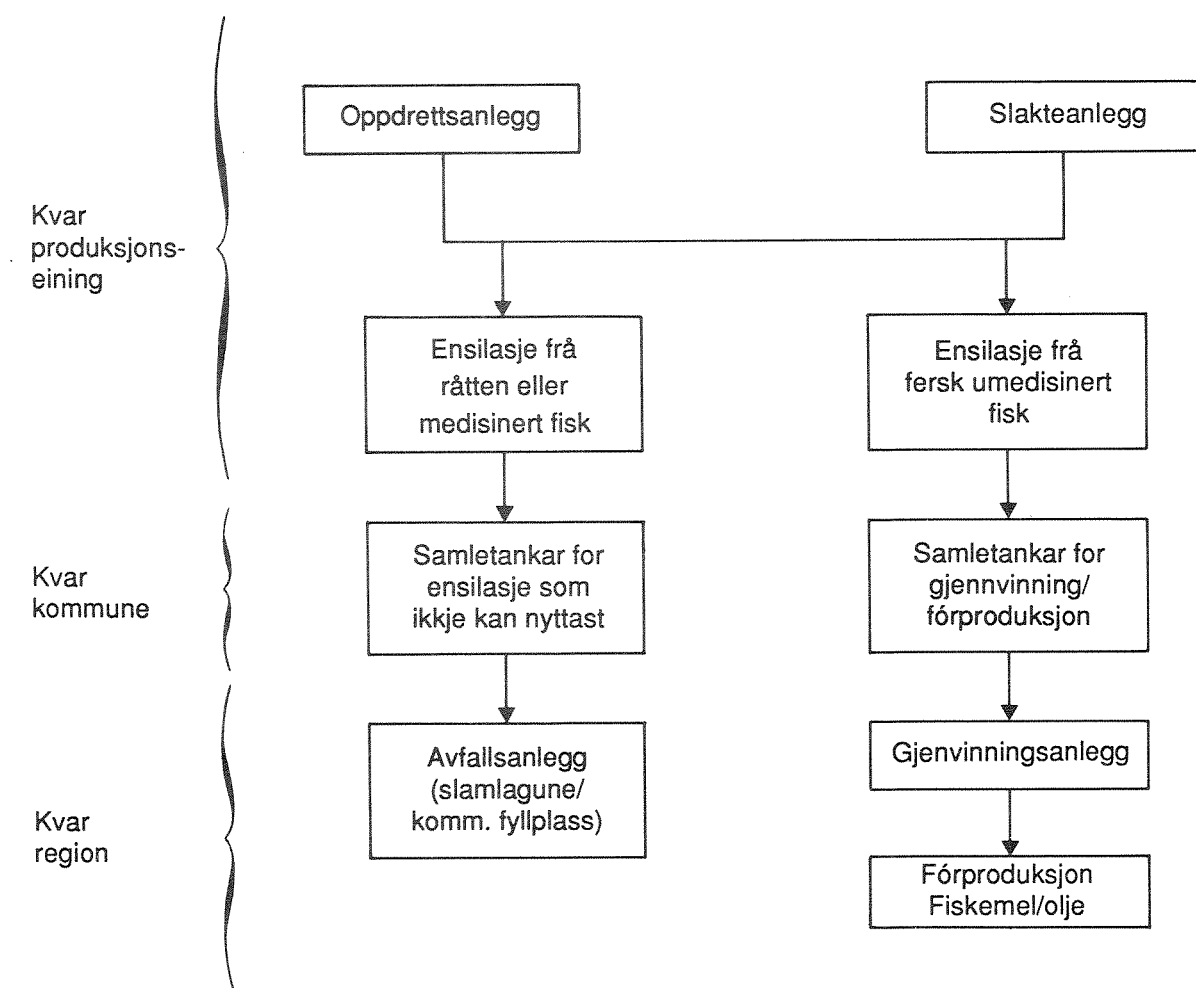 Oppdrettsanlegg
Slakteanlegg
Kvar
produksjons-
eining
Ensilasje frå
råtten eller
medisinert fisk
Ensilasje frå
fersk umedisinert
fisk
Kvar
kommune
Samletankar for
ensilasje som
ikkje kan nyttast
Samletankar for
gjennvinning/
fórproduksjon
Kvar
region
Avfallsanlegg
(slamlagune/
komm. fyllplass)
Gjenvinningsanlegg
Fórproduksjon
Fiskemel/olje